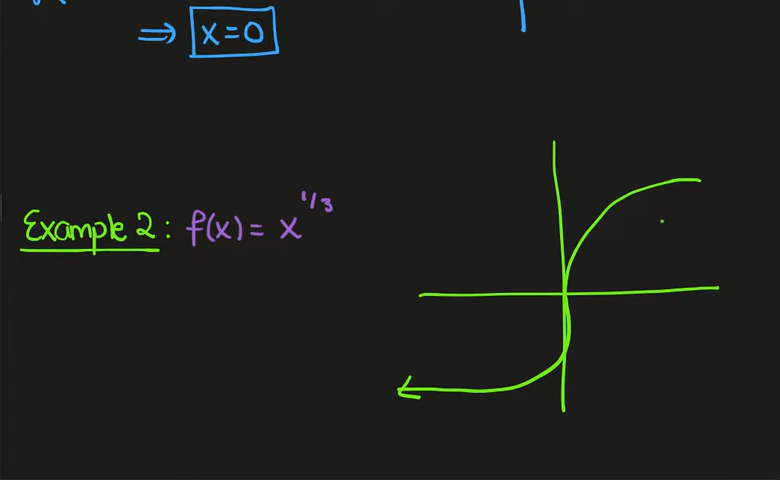 ⇒ x=0
Example 2: f(x) = x^1/3